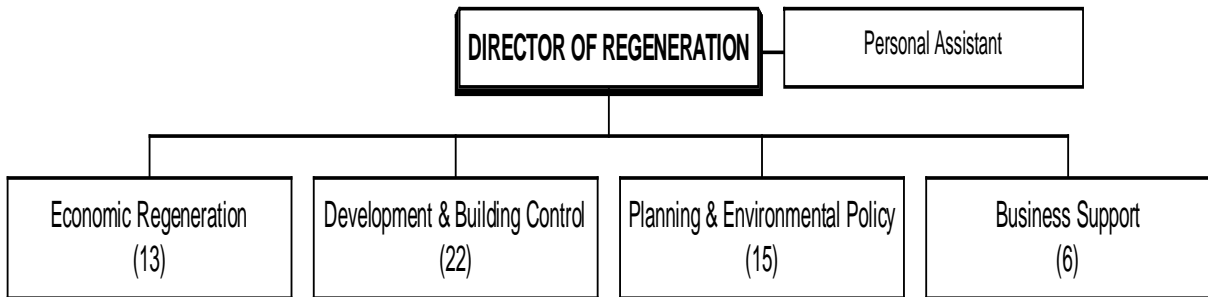 DIRECTOR OF REGENERATION
Personal Assistant
Economic Regeneration
(13)
Development & Building Control
(22)
Planning & Environmental Policy
(15)
Business Support
(6)